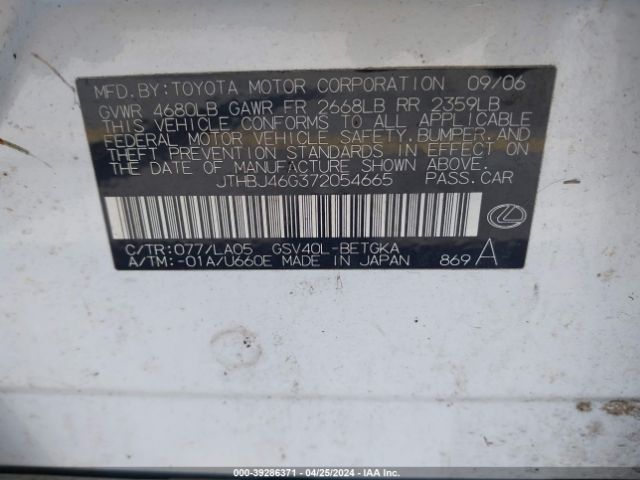 MFD.BY:TOYOTA MOTOR CORPORATION 09/06
GVWR 4680LB GAWR FR 2668LB RR 2359LB
THIS VEHICLE CONFORMS TO ALL APPLICABLE
FEDERAL MOTOR VEHICLE SAFETY,BUMPER,AND
THEFT PREVENTION STANDARDS IN EFFECT ON
THE DATE OF MANUFACTURE SHOWN ABOVE.
JTHBJ46G372054665 PASS.CAR
C/TR:077/LA05 GSV40L-BETGKA
A/TM:-01A/U660E MADE IN JAPAN 869 A
000-39286371 | 04/25/2024 | IAA Inc.